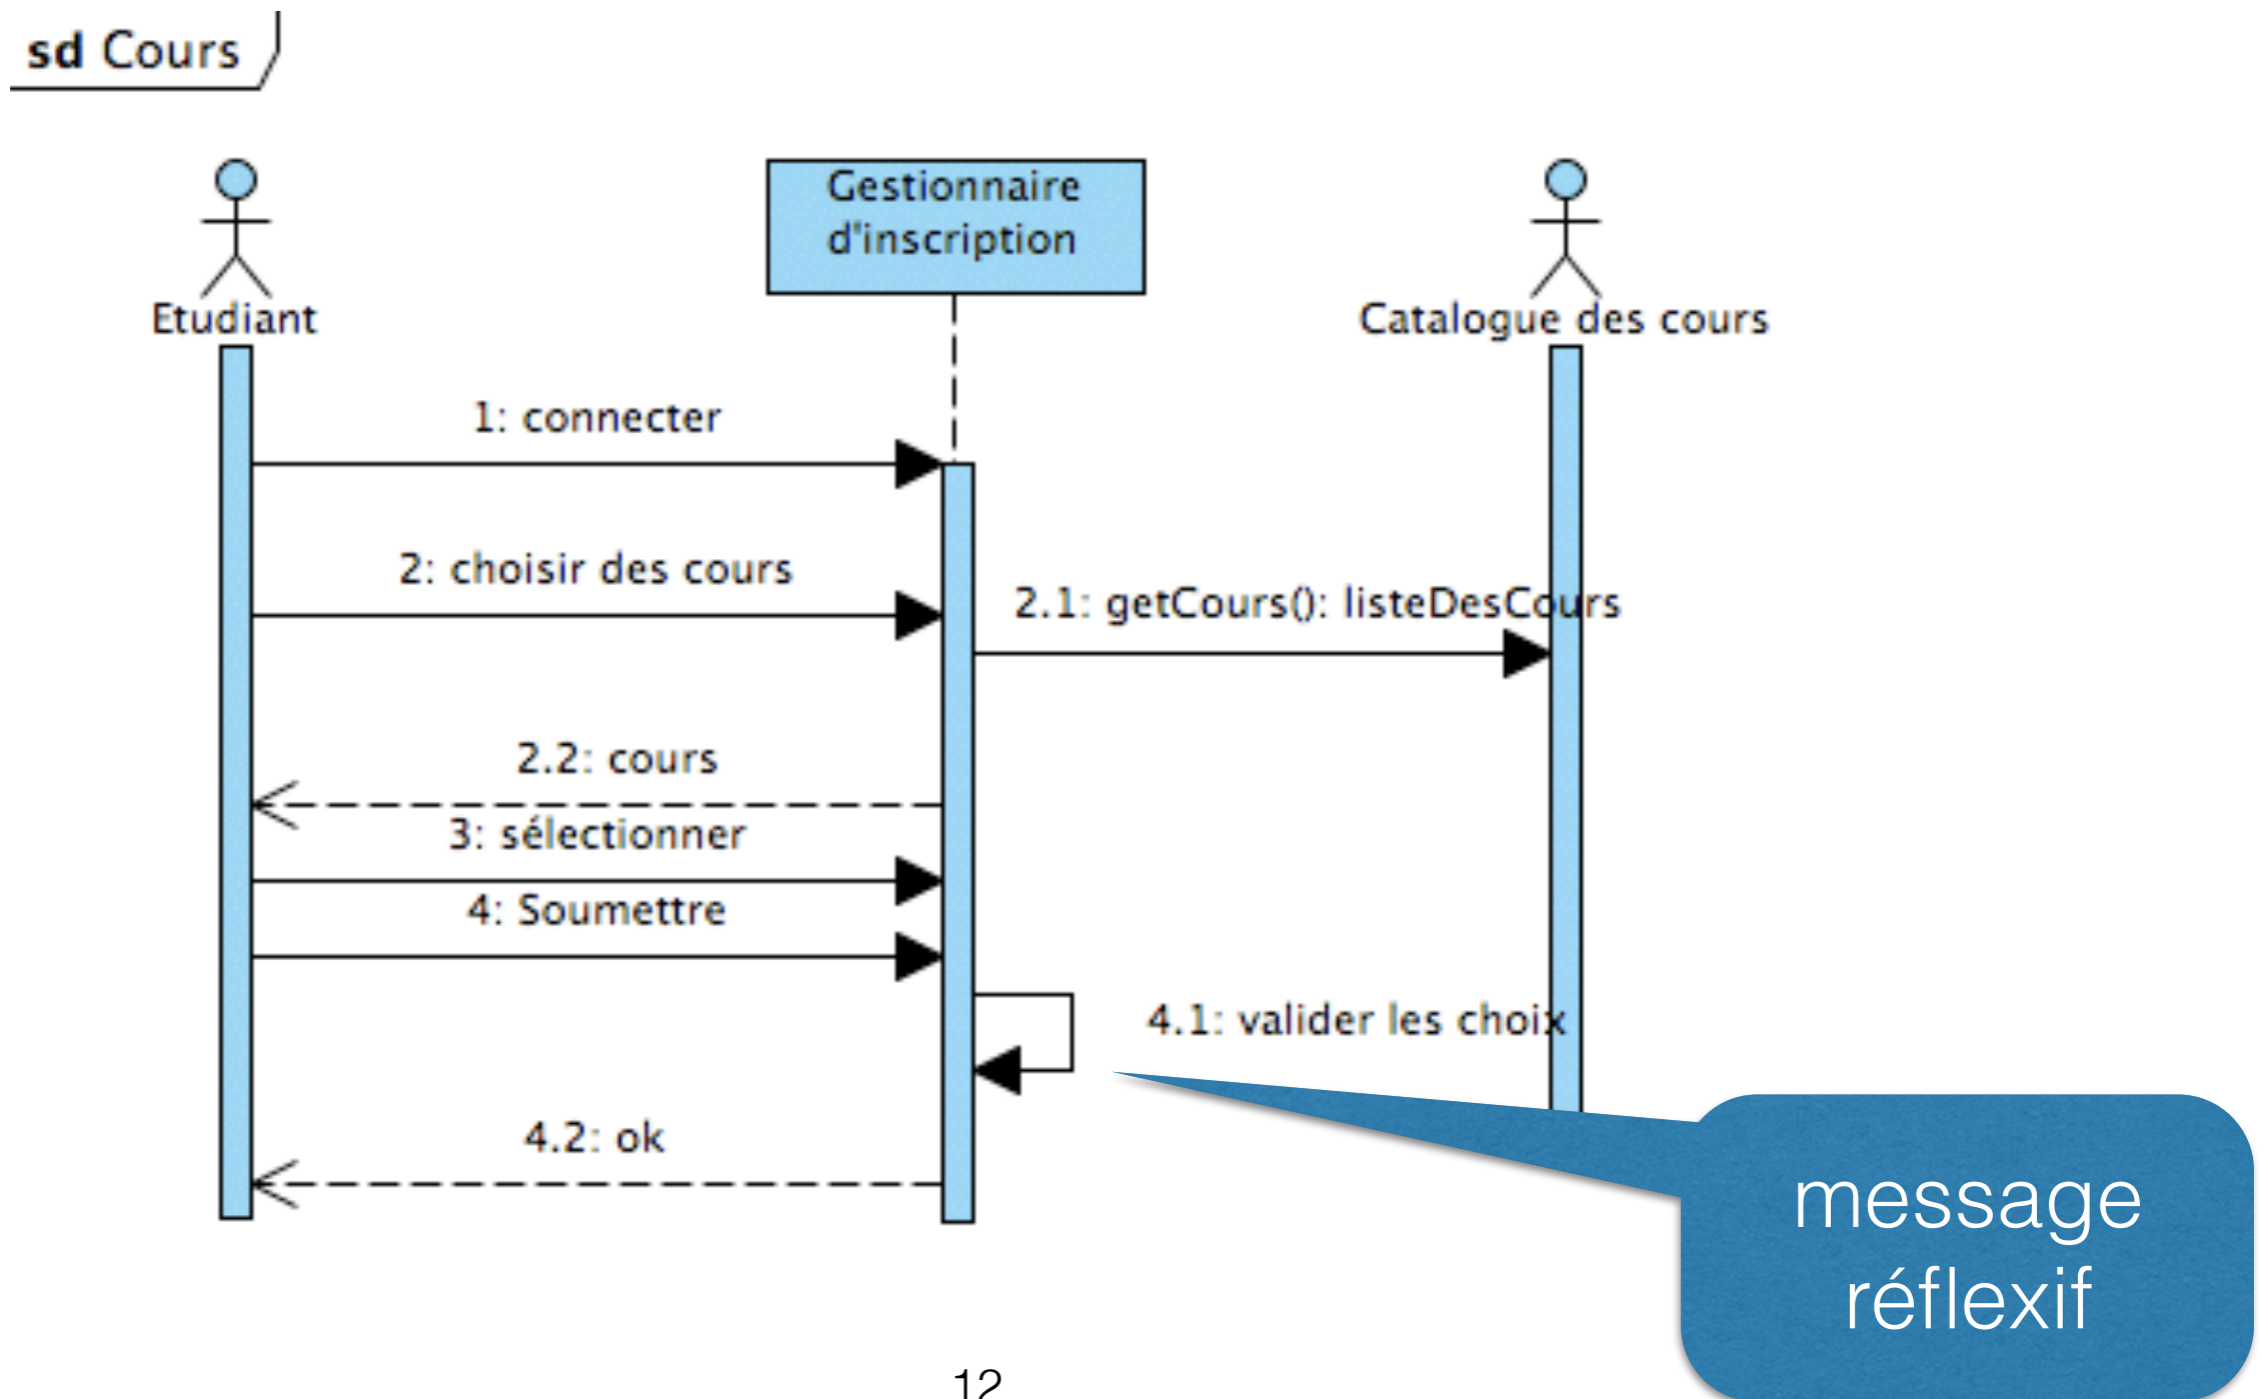 sd Cours
Gestionnaire
d'inscription
Etudiant
Catalogue des cours
1: connecter
2: choisir des cours
2.1: getCours(): listeDesCours
2.2: cours
3: sélectionner
4: Soumettre
4.1: valider les choix
4.2: ok
message
réflexif
12